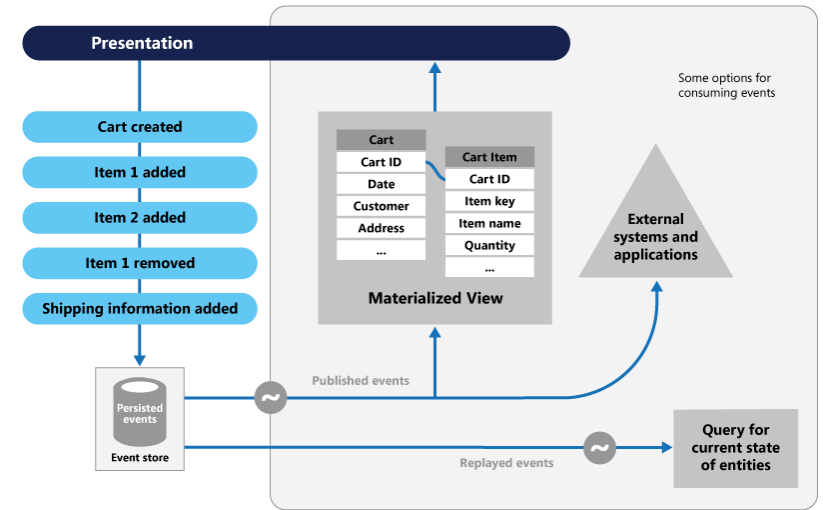 Presentation
Some options for
consuming events
Cart created
Item 1 added
Item 2 added
Item 1 removed
Shipping information added
Cart
Cart ID
Date
Customer
Address
...
Cart Item
Cart ID
Item key
Item name
Quantity
...
Materialized View
External
systems and
applications
Persisted
events
Event store
Published events
~
Replayed events
~
Query for
current state
of entities